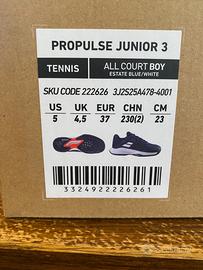 PROPULSE JUNIOR 3
TENNIS
ALL COURT BOY
ESTATE BLUE/WHITE
SKU CODE 222626 3J2S25A478-4001
US UK EUR CHN CM
5 4,5 37 230(2) 23
3324922226261